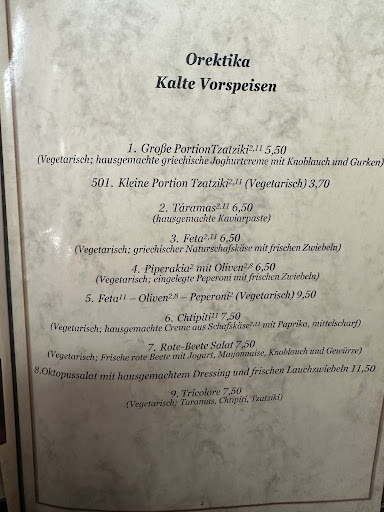 Orektika
Kalte Vorspeisen
1. Große PortionTzatziki²,¹¹ 5,50
(Vegetarisch; hausgemachte griechische Joghurtcreme mit Knoblauch und Gurken)
501. Kleine Portion Tzatziki²,¹¹ (Vegetarisch) 3,70
2. Táramas²,¹¹ 6,50
(hausgemachte Kaviarpaste)
3. Feta²,¹¹ 6,50
(Vegetarisch; griechischer Naturschafskäse mit frischen Zwiebeln)
4. Piperakia² mit Oliven²,⁸ 6,50
(Vegetarisch; eingelegte Peperoni mit frischen Zwiebeln)
5. Feta¹¹ – Oliven²,⁸ – Peperoni² (Vegetarisch) 9,50
6. Chtipiti¹¹ 7,50
(Vegetarisch; hausgemachte Creme aus Schafskäse²,¹¹ mit Paprika, mittelscharf)
7. Rote-Beete Salat 7,50
(Vegetarisch; Frische rote Beete mit Jogurt, Mayonnaise, Knoblauch und Gewürze)
8.Oktopussalat mit hausgemachtem Dressing und frischen Lauchzwiebeln 11,50
9. Tricolore 7,50
(Vegetarisch; Taramas, Chtipiti, Tzatziki)